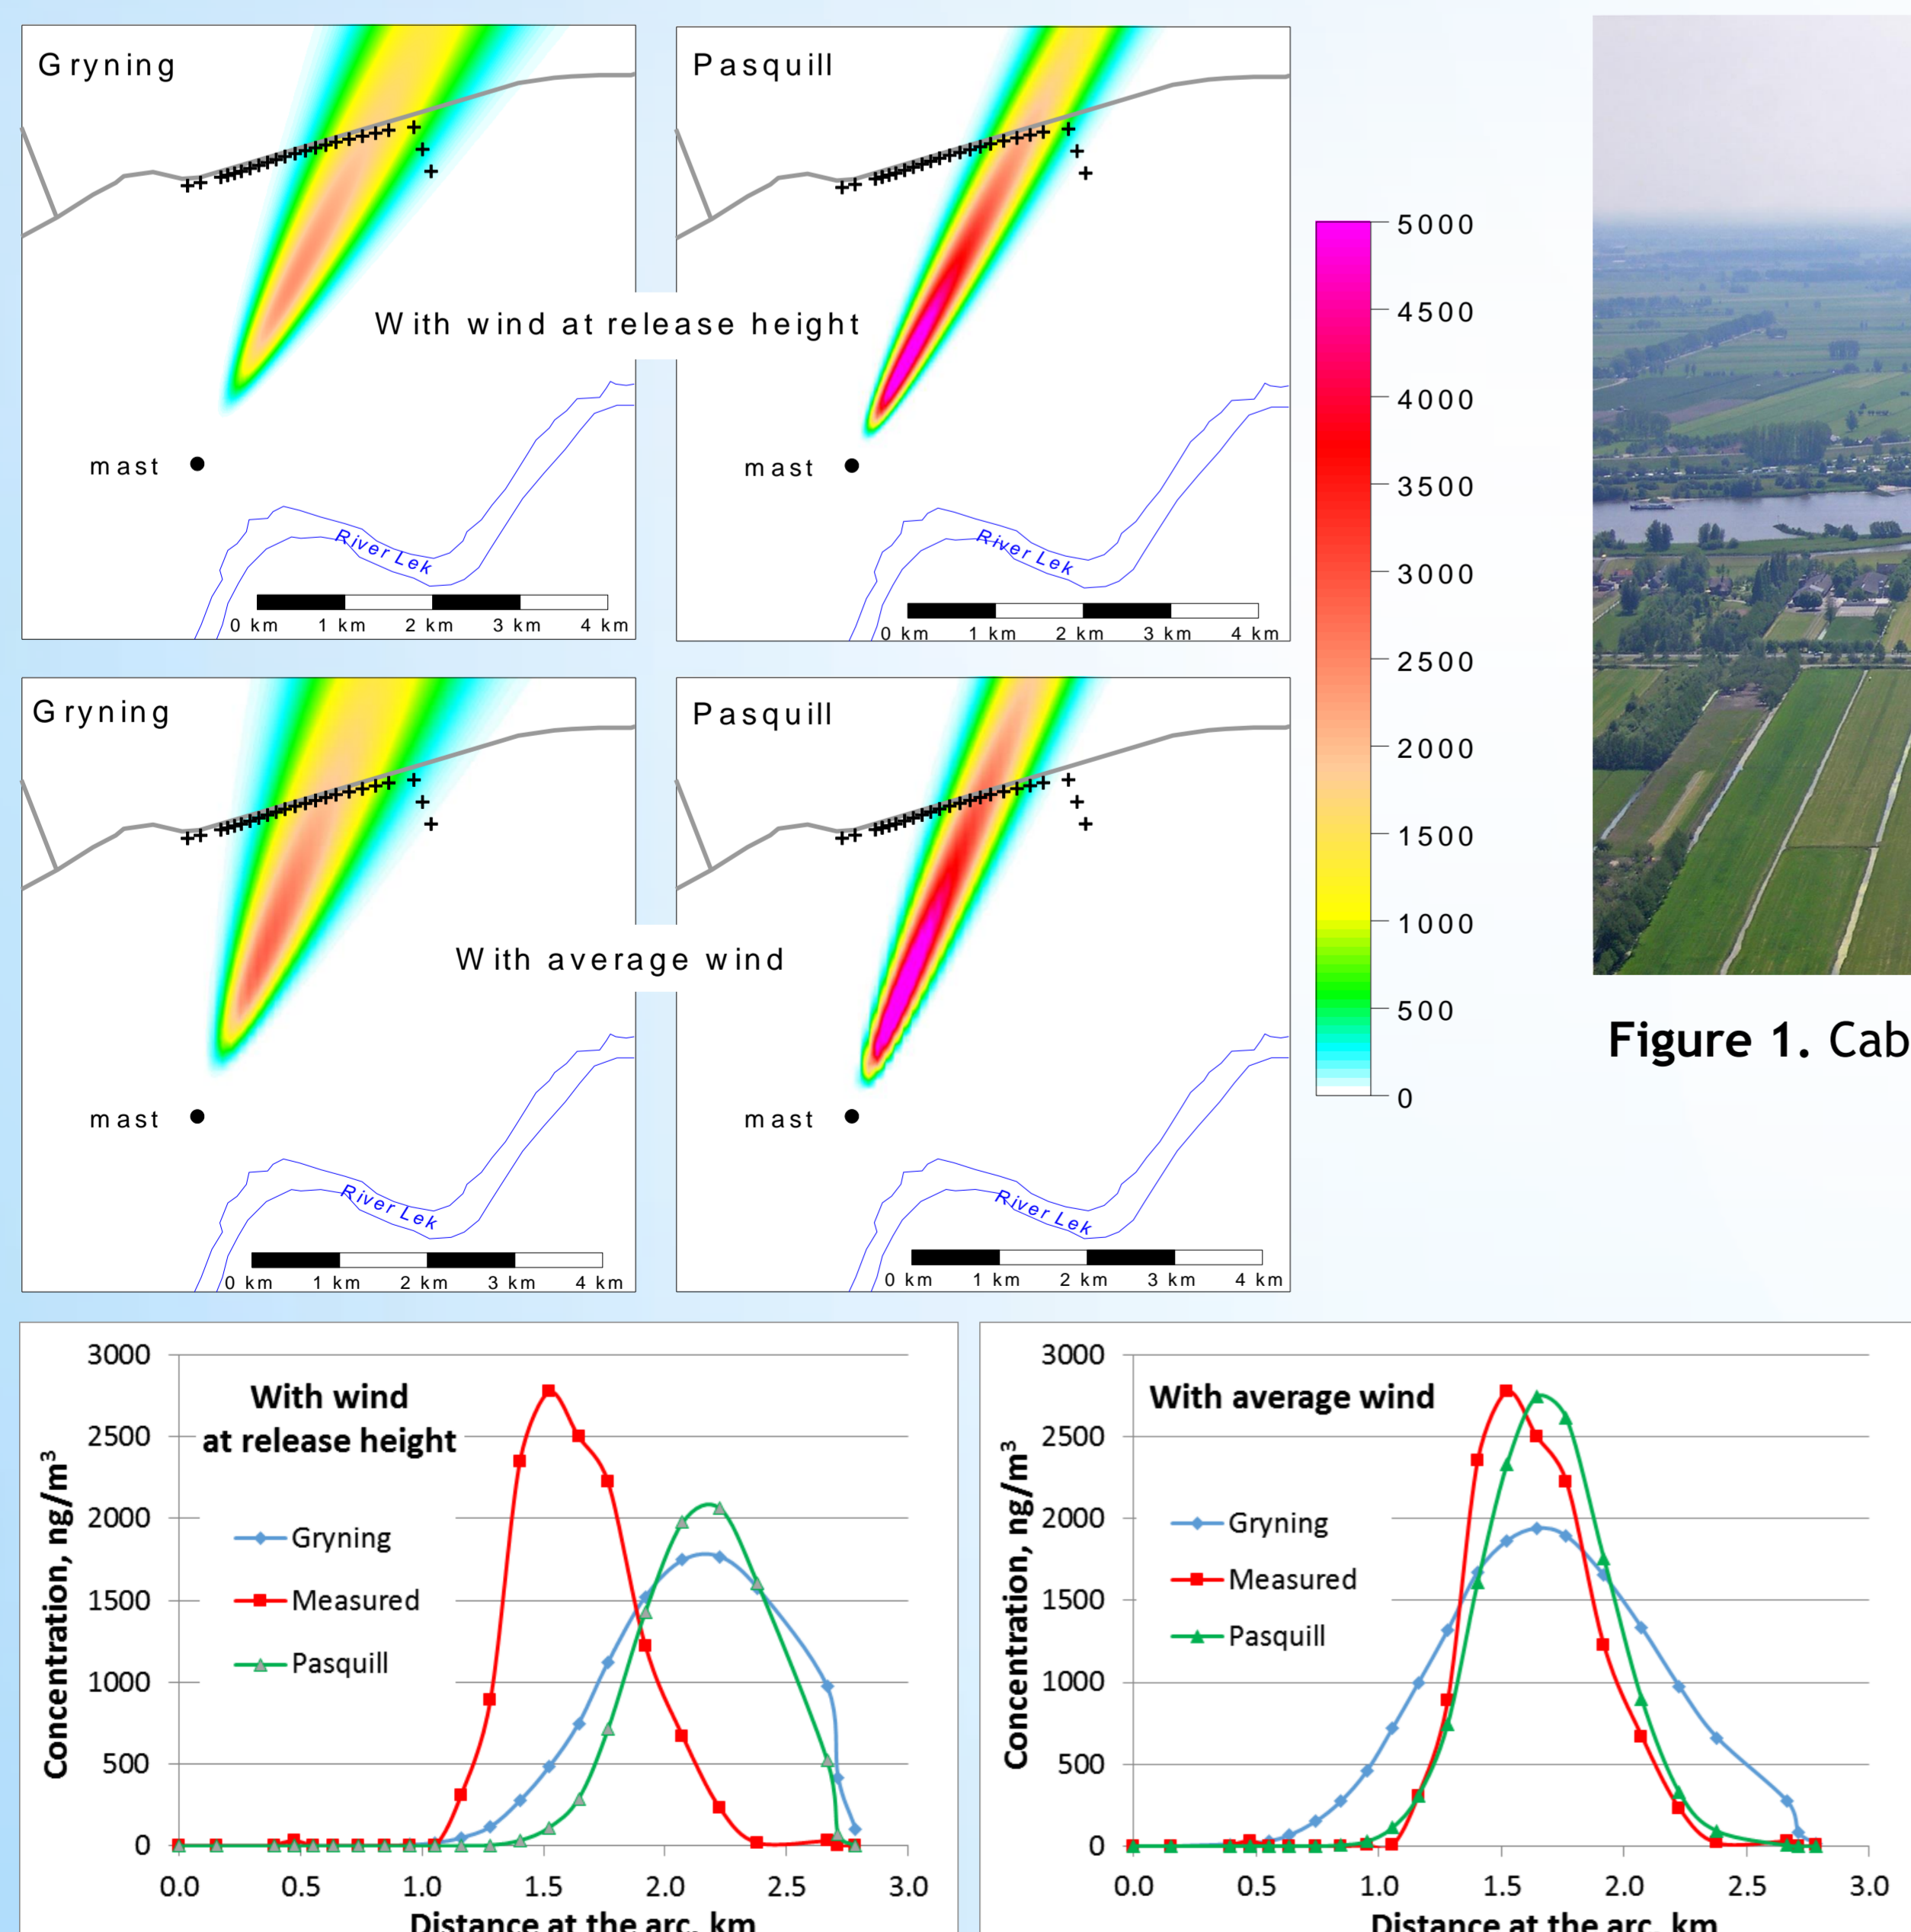 Gryning
Pasquill
With wind at release height
mast
mast
River Lek
River Lek
0 km 1 km 2 km 3 km 4 km
0 km 1 km 2 km 3 km 4 km
5000
4500
4000
3500
3000
2500
2000
1500
1000
500
0
Gryning
Pasquill
With average wind
mast
mast
River Lek
River Lek
0 km 1 km 2 km 3 km 4 km
0 km 1 km 2 km 3 km 4 km
Figure 1. Cab
With wind
at release height
Concentration, ng/m³
3000
2500
2000
1500
1000
500
0
Gryning
Measured
Pasquill
0.0 0.5 1.0 1.5 2.0 2.5 3.0
Distance at the arc, km
With average wind
Concentration, ng/m³
3000
2500
2000
1500
1000
500
0
Gryning
Measured
Pasquill
0.0 0.5 1.0 1.5 2.0 2.5 3.0
Distance at the arc, km